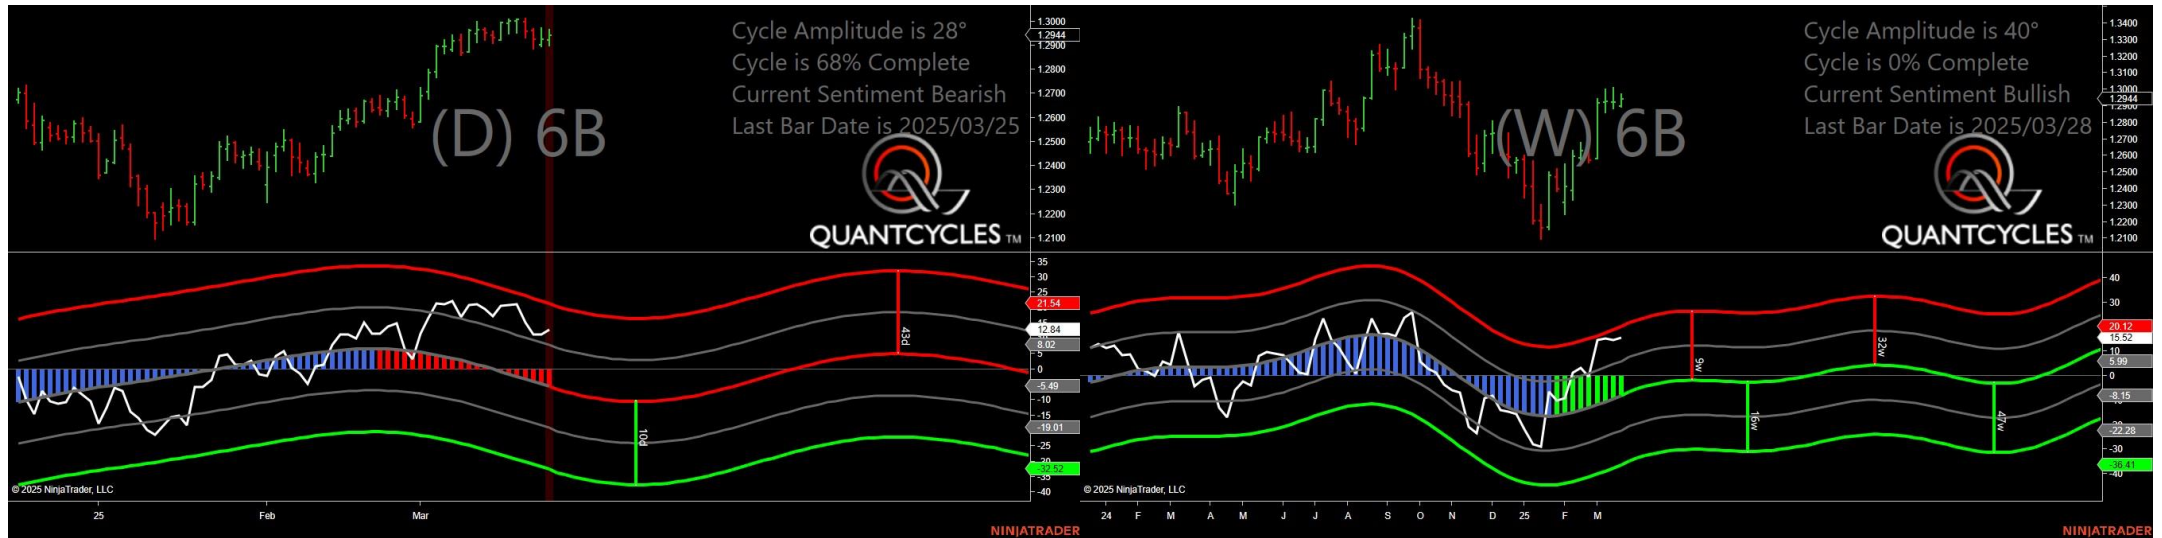 Cycle Amplitude is 28°
Cycle is 68% Complete
Current Sentiment Bearish
Last Bar Date is 2025/03/25
(D) 6B
QUANTCYCLES TM
1.3000
1.2944
1.2900
1.2800
1.2700
1.2600
1.2500
1.2400
1.2300
1.2200
1.2100
35
30
25
21.54
12.84
8.02
5
0
-5.49
-10
-15
-19.01
-25
-32.52
-35
-40
43d
10d
© 2025 NinjaTrader, LLC
25 Feb Mar
NINJATRADER
Cycle Amplitude is 40°
Cycle is 0% Complete
Current Sentiment Bullish
Last Bar Date is 2025/03/28
(W) 6B
QUANTCYCLES TM
1.3400
1.3300
1.3200
1.3100
1.3000
1.2944
1.2800
1.2700
1.2600
1.2500
1.2400
1.2300
1.2200
1.2100
40
30
20.12
15.52
10
5.99
0
-8.15
-22.28
-30
-36.41
-40
9w
32w
16w
47w
© 2025 NinjaTrader, LLC
24 F M A M J J A S O N D 25 F M
NINJATRADER